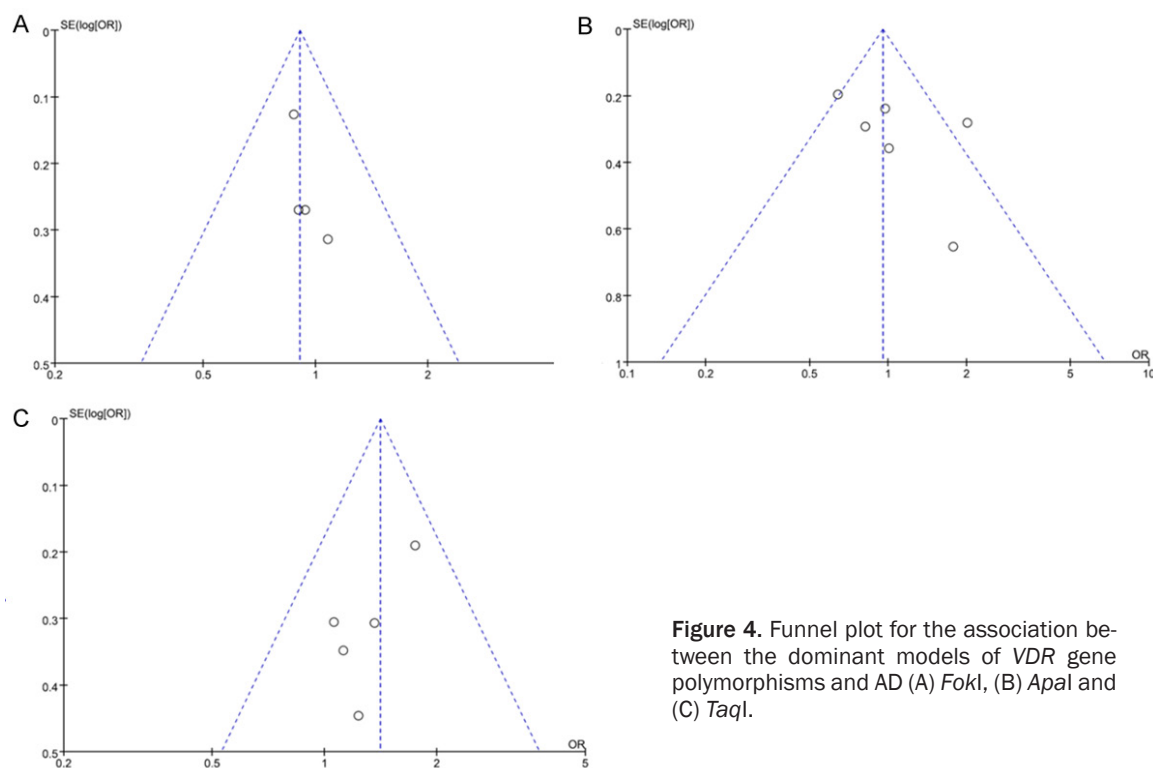 A
SE(log[OR])
0
0.1
0.2
0.3
0.4
0.5
0.2 0.5 1 2
B
SE(log[OR])
0
0.2
0.4
0.6
0.8
1
OR
0.1 0.2 0.5 1 2 5 10
C
SE(log[OR])
0
0.1
0.2
0.3
0.4
0.5
OR
0.2 0.5 1 2 5
Figure 4. Funnel plot for the association be-
tween the dominant models of VDR gene
polymorphisms and AD (A) FokI, (B) ApaI and
(C) TaqI.